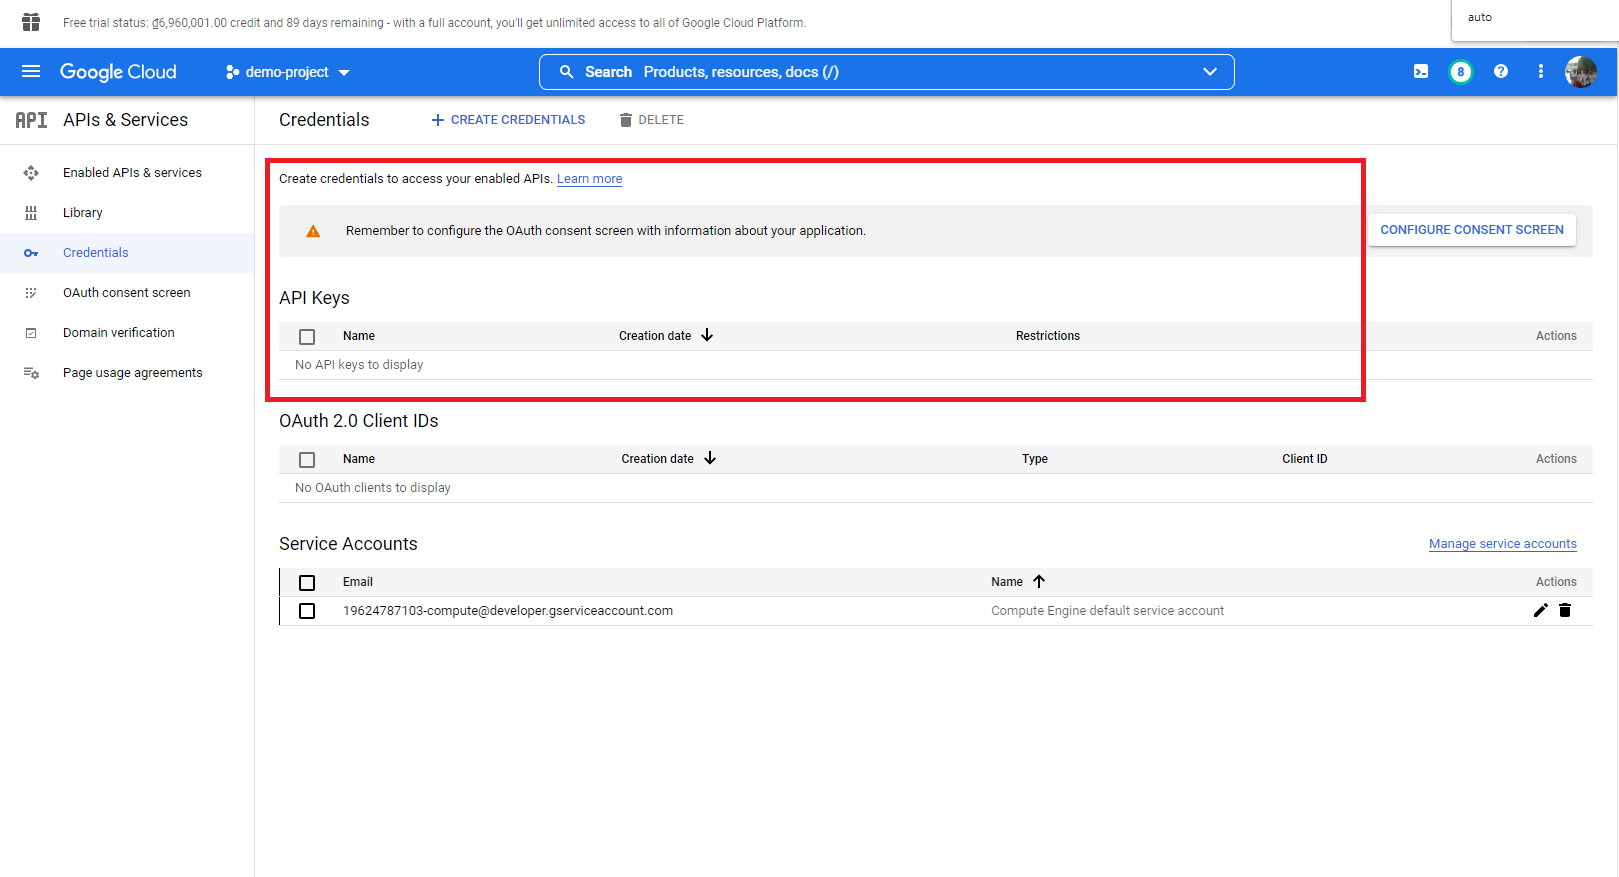 Free trial status: ₫6,960,001.00 credit and 89 days remaining - with a full account, you'll get unlimited access to all of Google Cloud Platform.
auto
Google Cloud
demo-project
Search Products, resources, docs (/)
8
API APIs & Services
Credentials
CREATE CREDENTIALS
DELETE
Enabled APIs & services
Library
Credentials
OAuth consent screen
Domain verification
Page usage agreements
Create credentials to access your enabled APIs. Learn more
Remember to configure the OAuth consent screen with information about your application.
CONFIGURE CONSENT SCREEN
API Keys
Name Creation date Restrictions Actions
No API keys to display
OAuth 2.0 Client IDs
Name Creation date Type Client ID Actions
No OAuth clients to display
Service Accounts
Manage service accounts
Email Name Actions
19624787103-compute@developer.gserviceaccount.com Compute Engine default service account